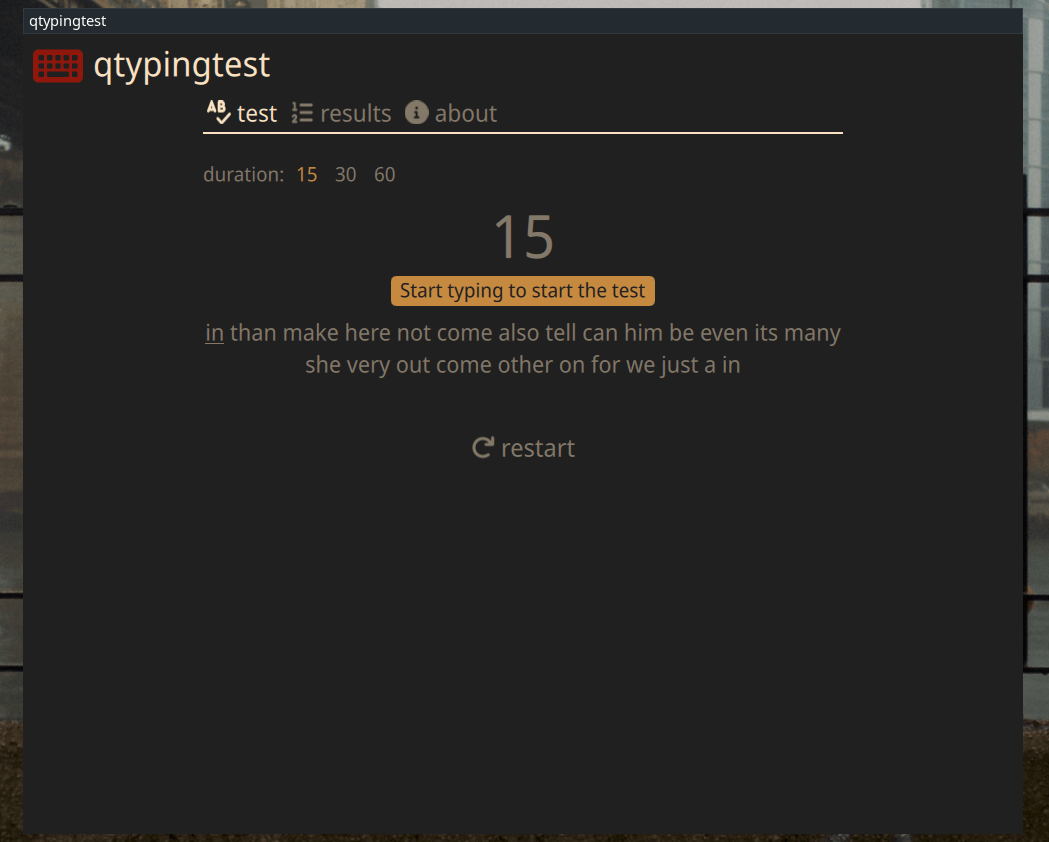 qtypingtest
qtypingtest
test results about
duration: 15 30 60
15
Start typing to start the test
in than make here not come also tell can him be even its many
she very out come other on for we just a in
restart